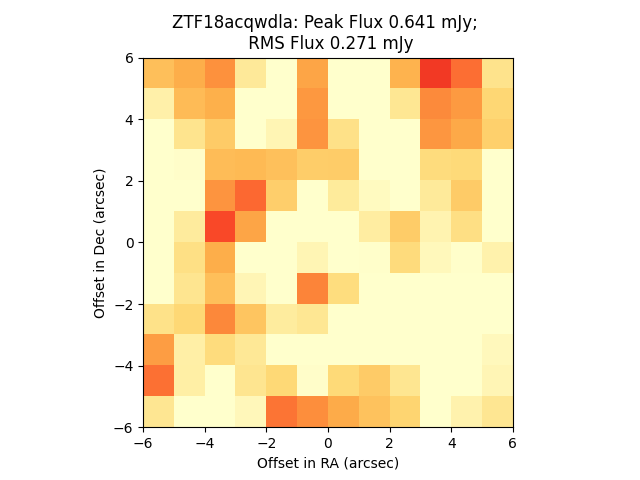 ZTF18acqwdla: Peak Flux 0.641 mJy;
RMS Flux 0.271 mJy
6
4
2
0
−2
−4
−6
Offset in Dec (arcsec)
−6 −4 −2 0 2 4 6
Offset in RA (arcsec)